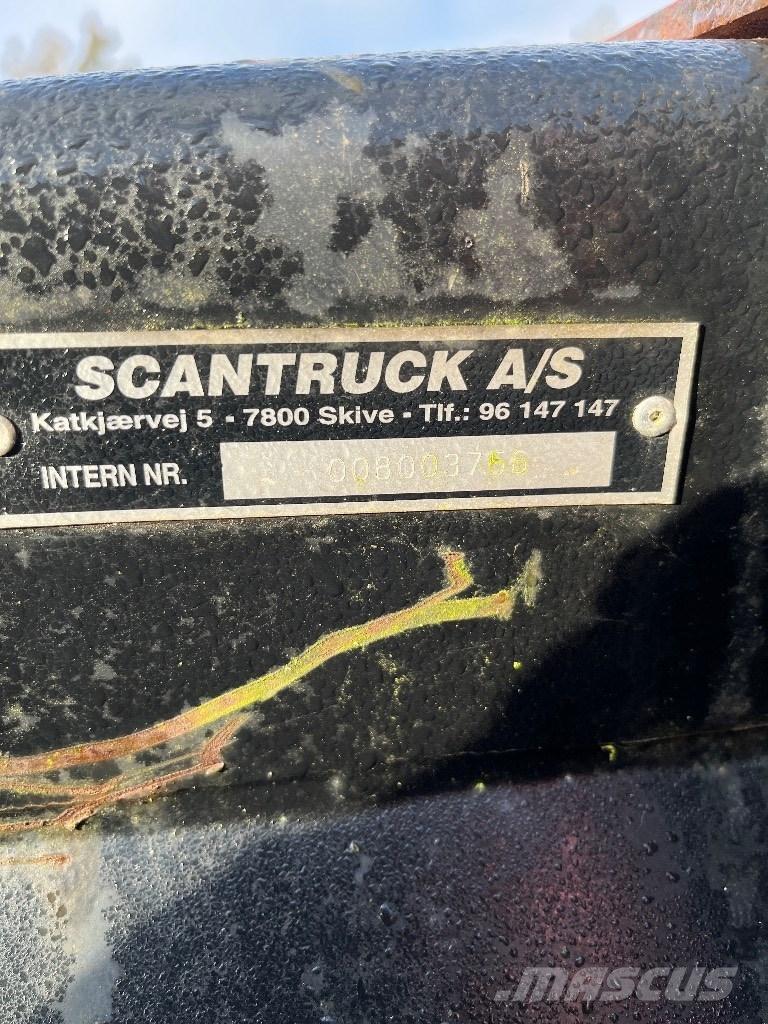 SCANTRUCK A/S
Katkjærvej 5 - 7800 Skive - Tlf.: 96 147 147
INTERN NR.
MASCUS